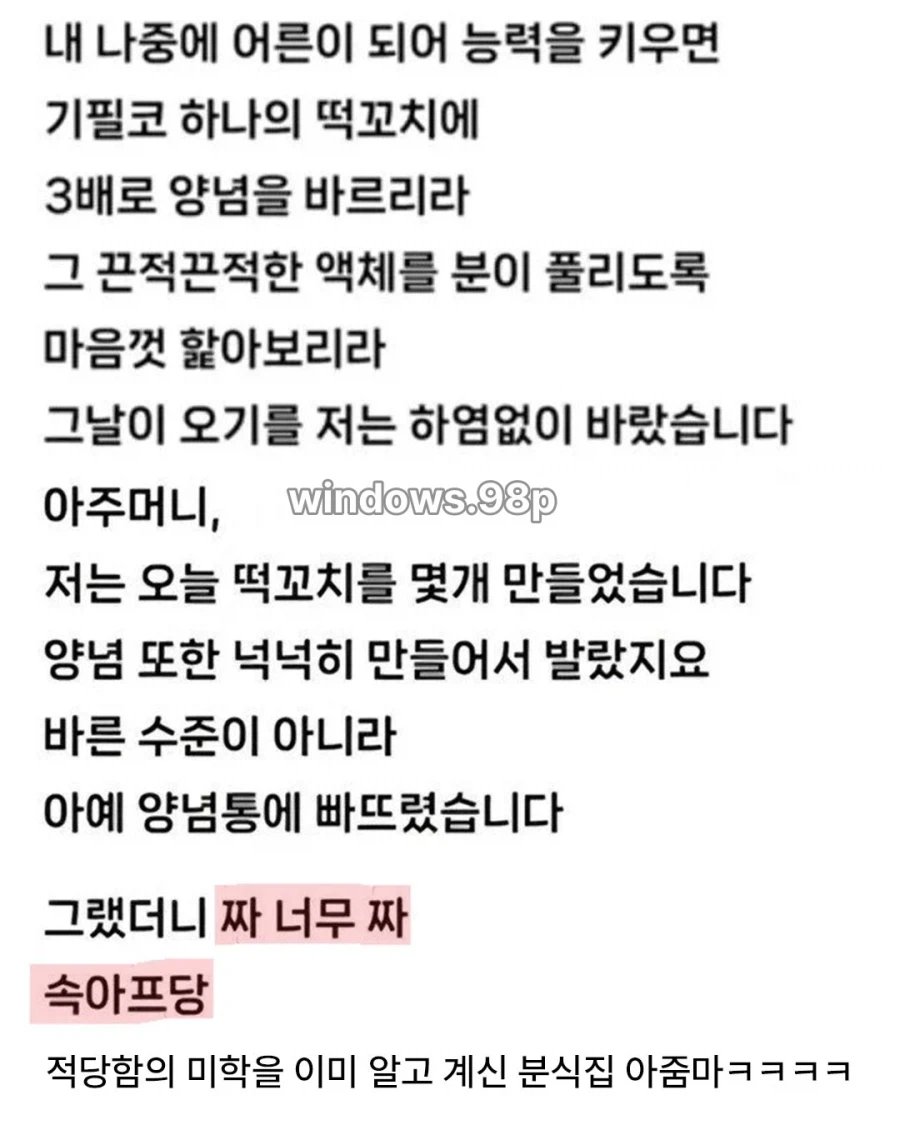 내 나중에 어른이 되어 능력을 키우면
기필코 하나의 떡꼬치에
3배로 양념을 바르리라
그 끈적끈적한 액체를 분이 풀리도록
마음껏 핥아보리라
그날이 오기를 저는 하염없이 바랐습니다
windows.98p
아주머니,
저는 오늘 떡꼬치를 몇개 만들었습니다
양념 또한 넉넉히 만들어서 발랐지요
바른 수준이 아니라
아예 양념통에 빠뜨렸습니다
그랬더니 짜 너무 짜
속아프당
적당함의 미학을 이미 알고 계신 분식집 아줌마ㅋㅋㅋㅋ